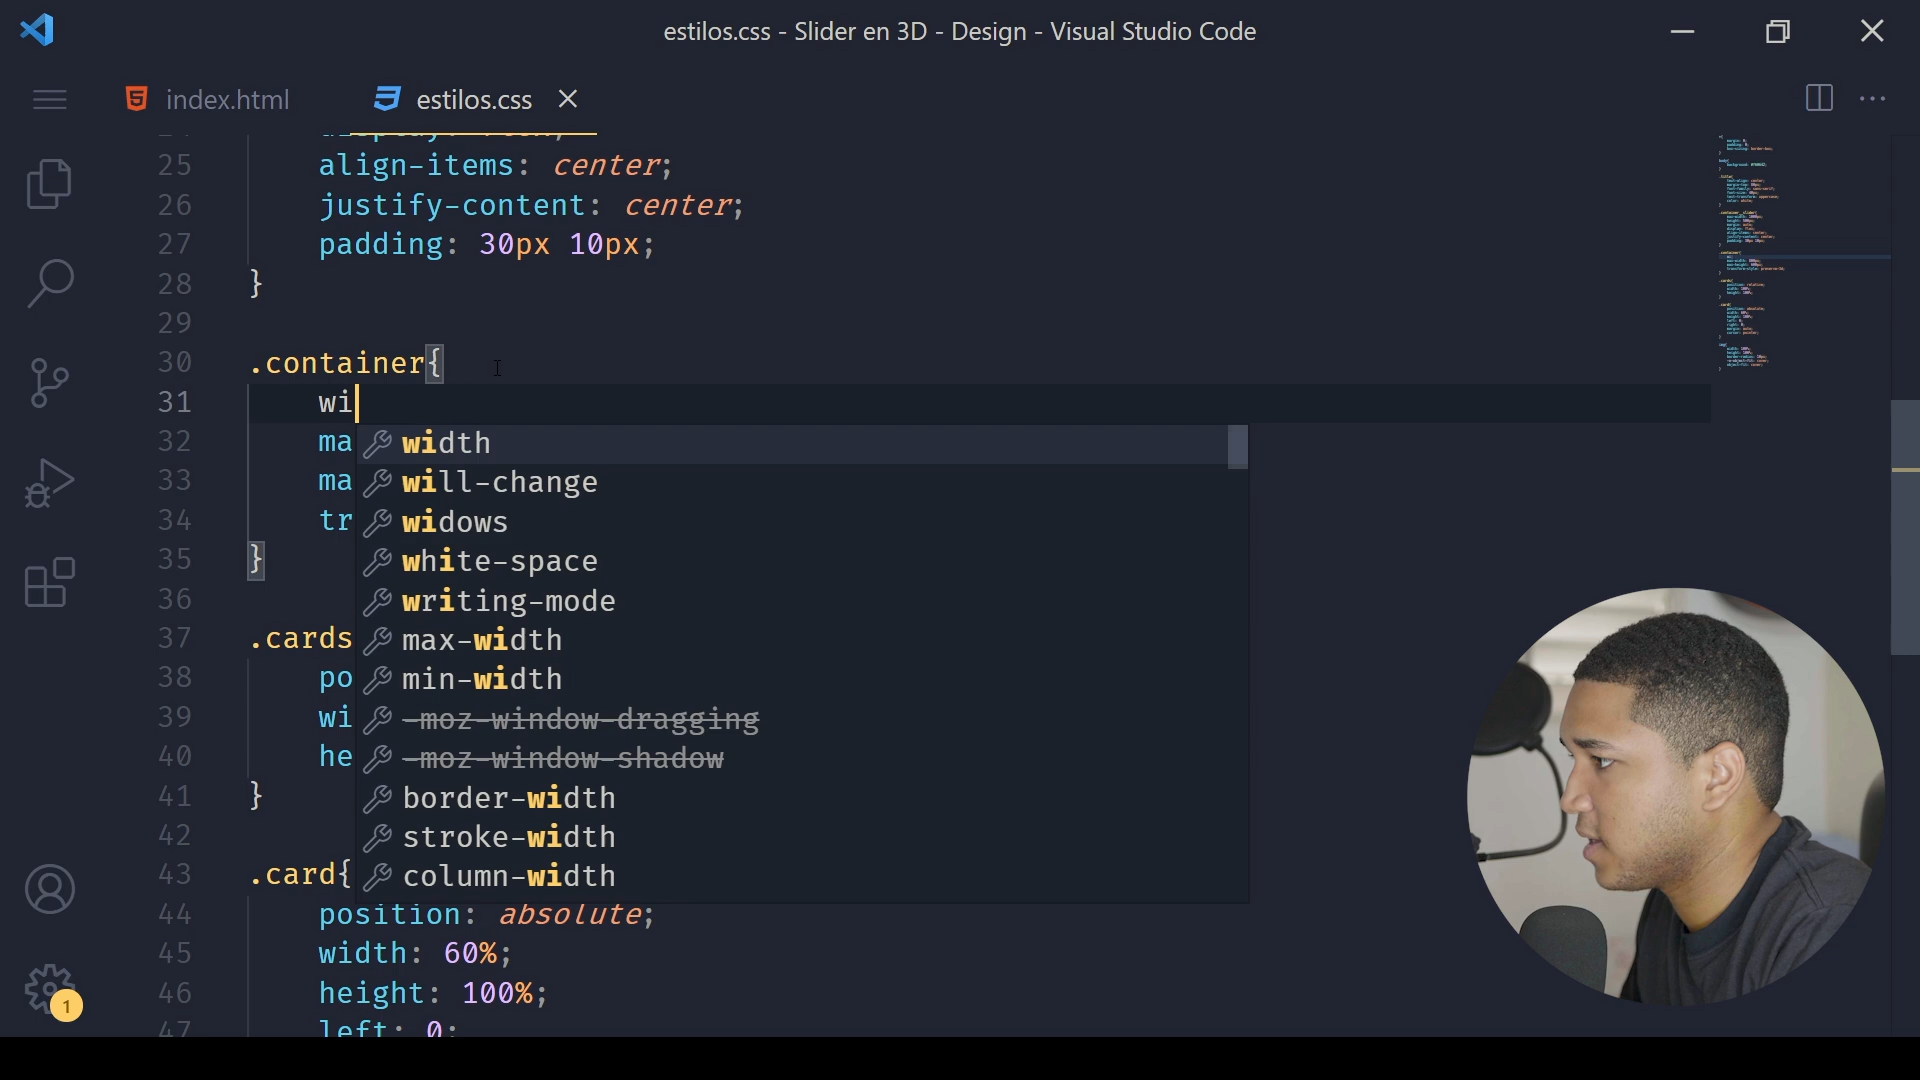 estilos.css - Slider en 3D - Design - Visual Studio Code
index.html
estilos.css
25 align-items: center;
26 justify-content: center;
27 padding: 30px 10px;
28 }
29
30 .container{
31 wi
width
32 ma
will-change
33 ma
widows
34 tr
white-space
35 }
writing-mode
36
max-width
37 .cards
min-width
38 po
-moz-window-dragging
39 wi
-moz-window-shadow
40 he
border-width
41 }
stroke-width
42
column-width
43 .card{
44 position: absolute;
45 width: 60%;
46 height: 100%;
47 left: 0;
1